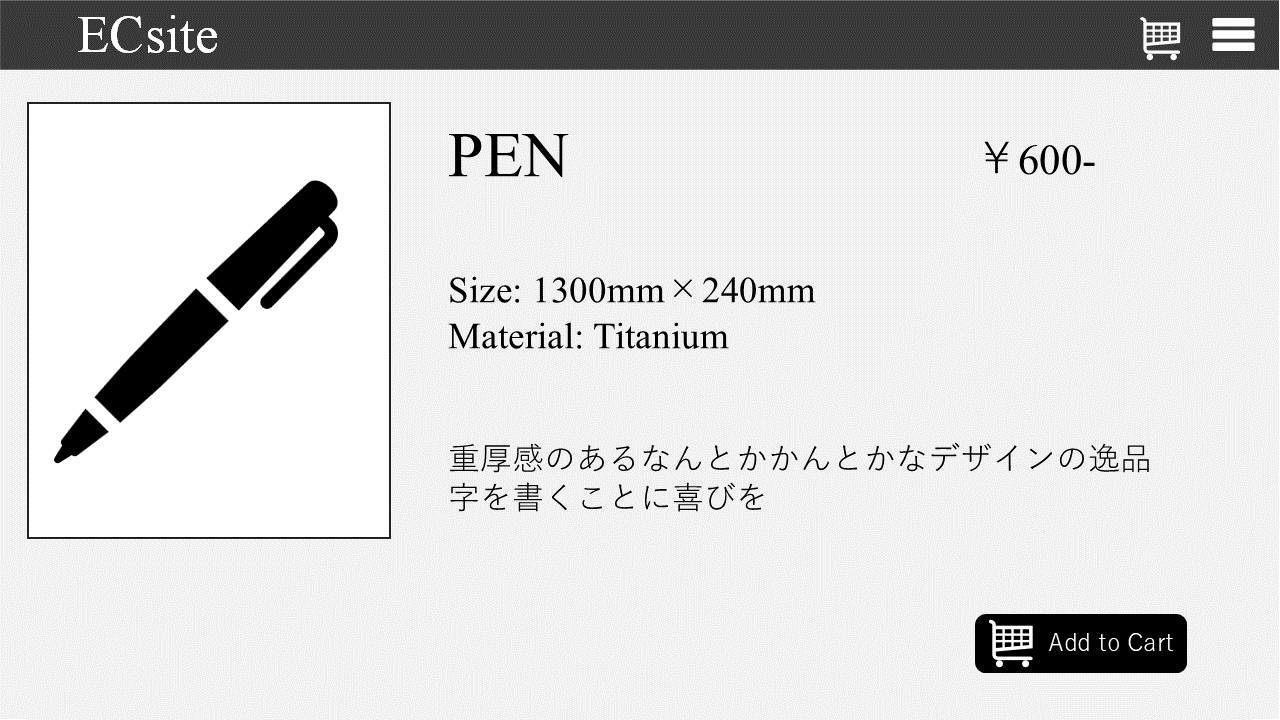 ECsite
PEN
￥600-
Size: 1300mm×240mm
Material: Titanium
重厚感のあるなんとかかんとかなデザインの逸品
字を書くことに喜びを
Add to Cart